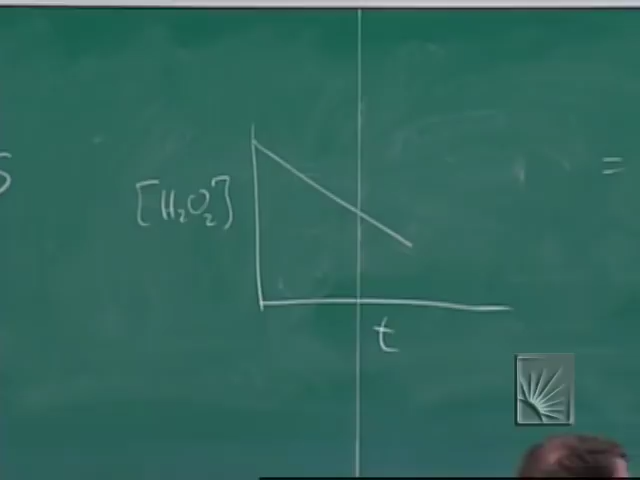 S
[H₂O₂]
=
t